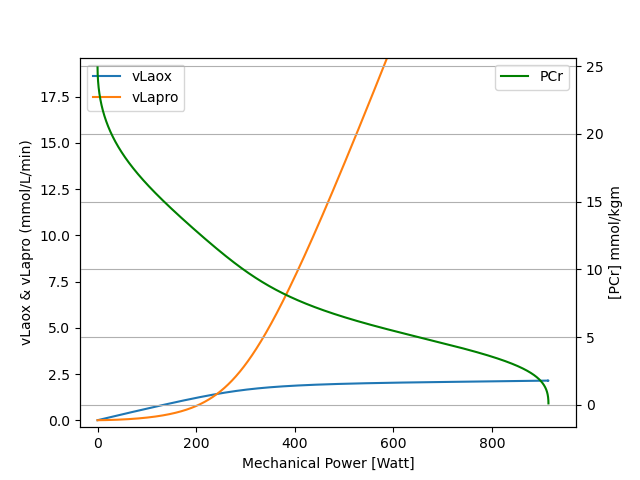 vLaox
vLapro
PCr
17.5
15.0
12.5
10.0
7.5
5.0
2.5
0.0
vLaox & vLapro (mmol/L/min)
25
20
15
10
5
0
[PCr] mmol/kgm
0 200 400 600 800
Mechanical Power [Watt]